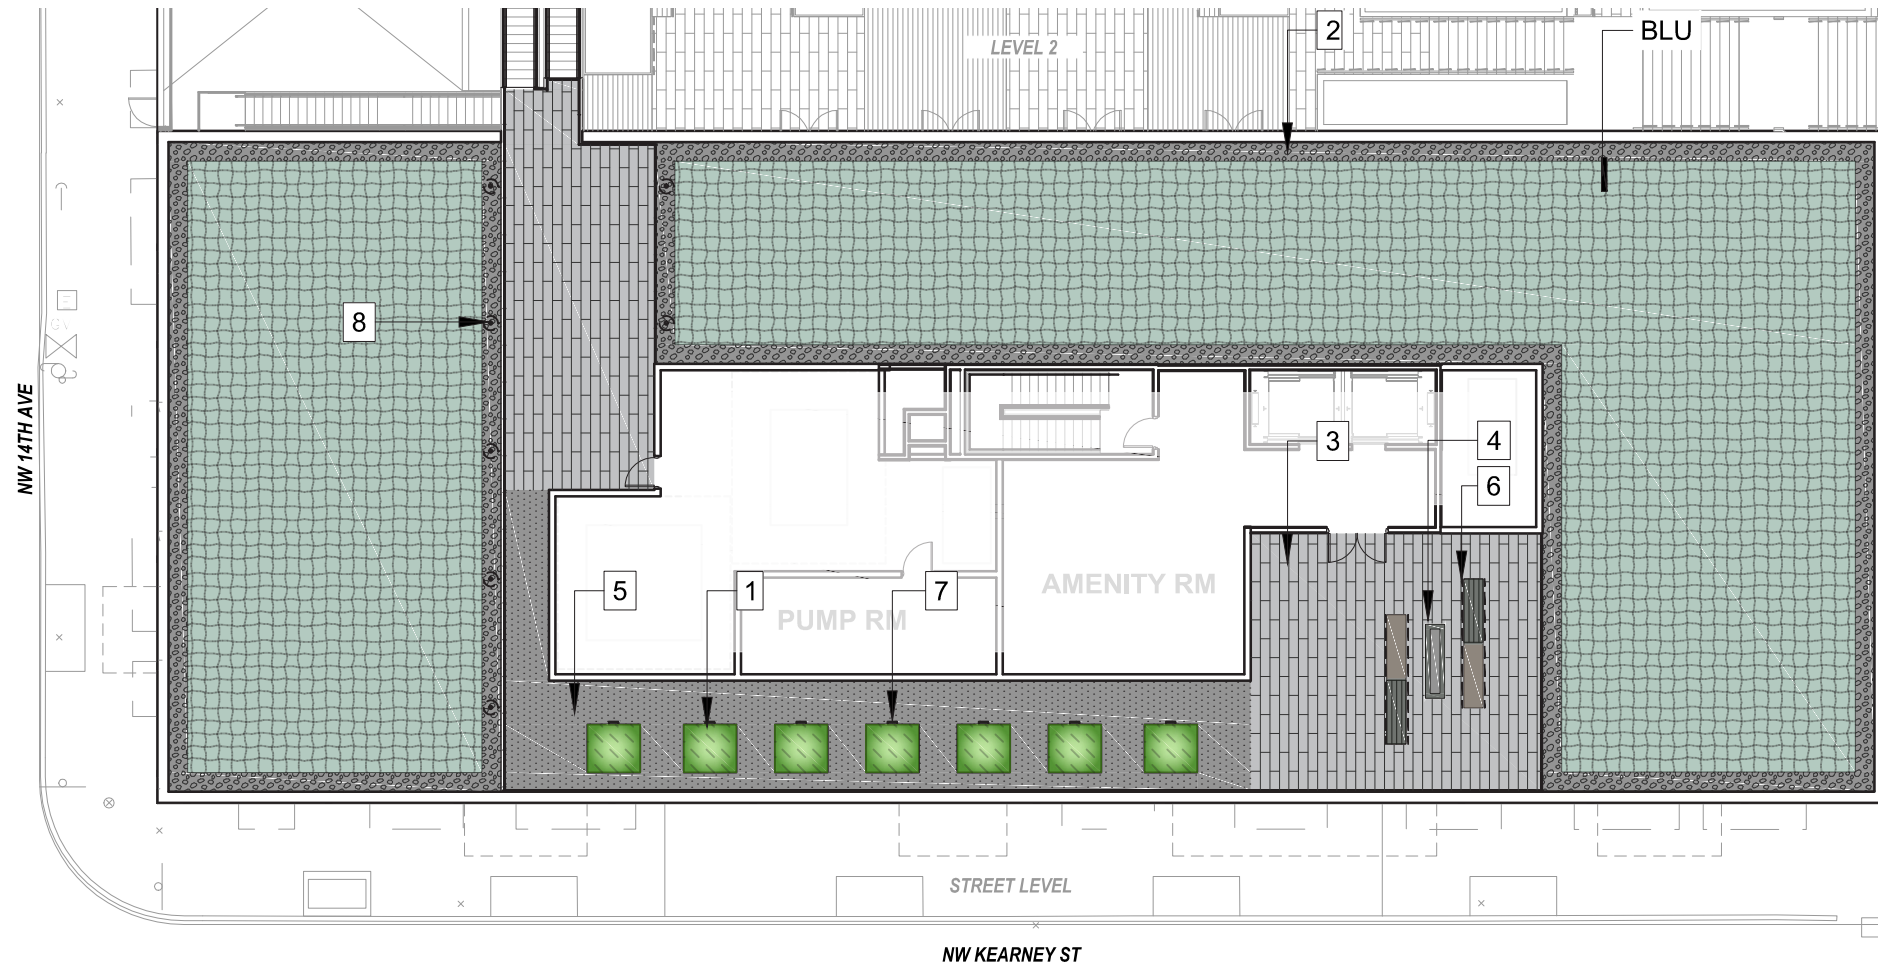 2
BLU
LEVEL 2
8
NW 14TH AVE
3
4
6
5
1
7
AMENITY RM
PUMP RM
STREET LEVEL
NW KEARNEY ST